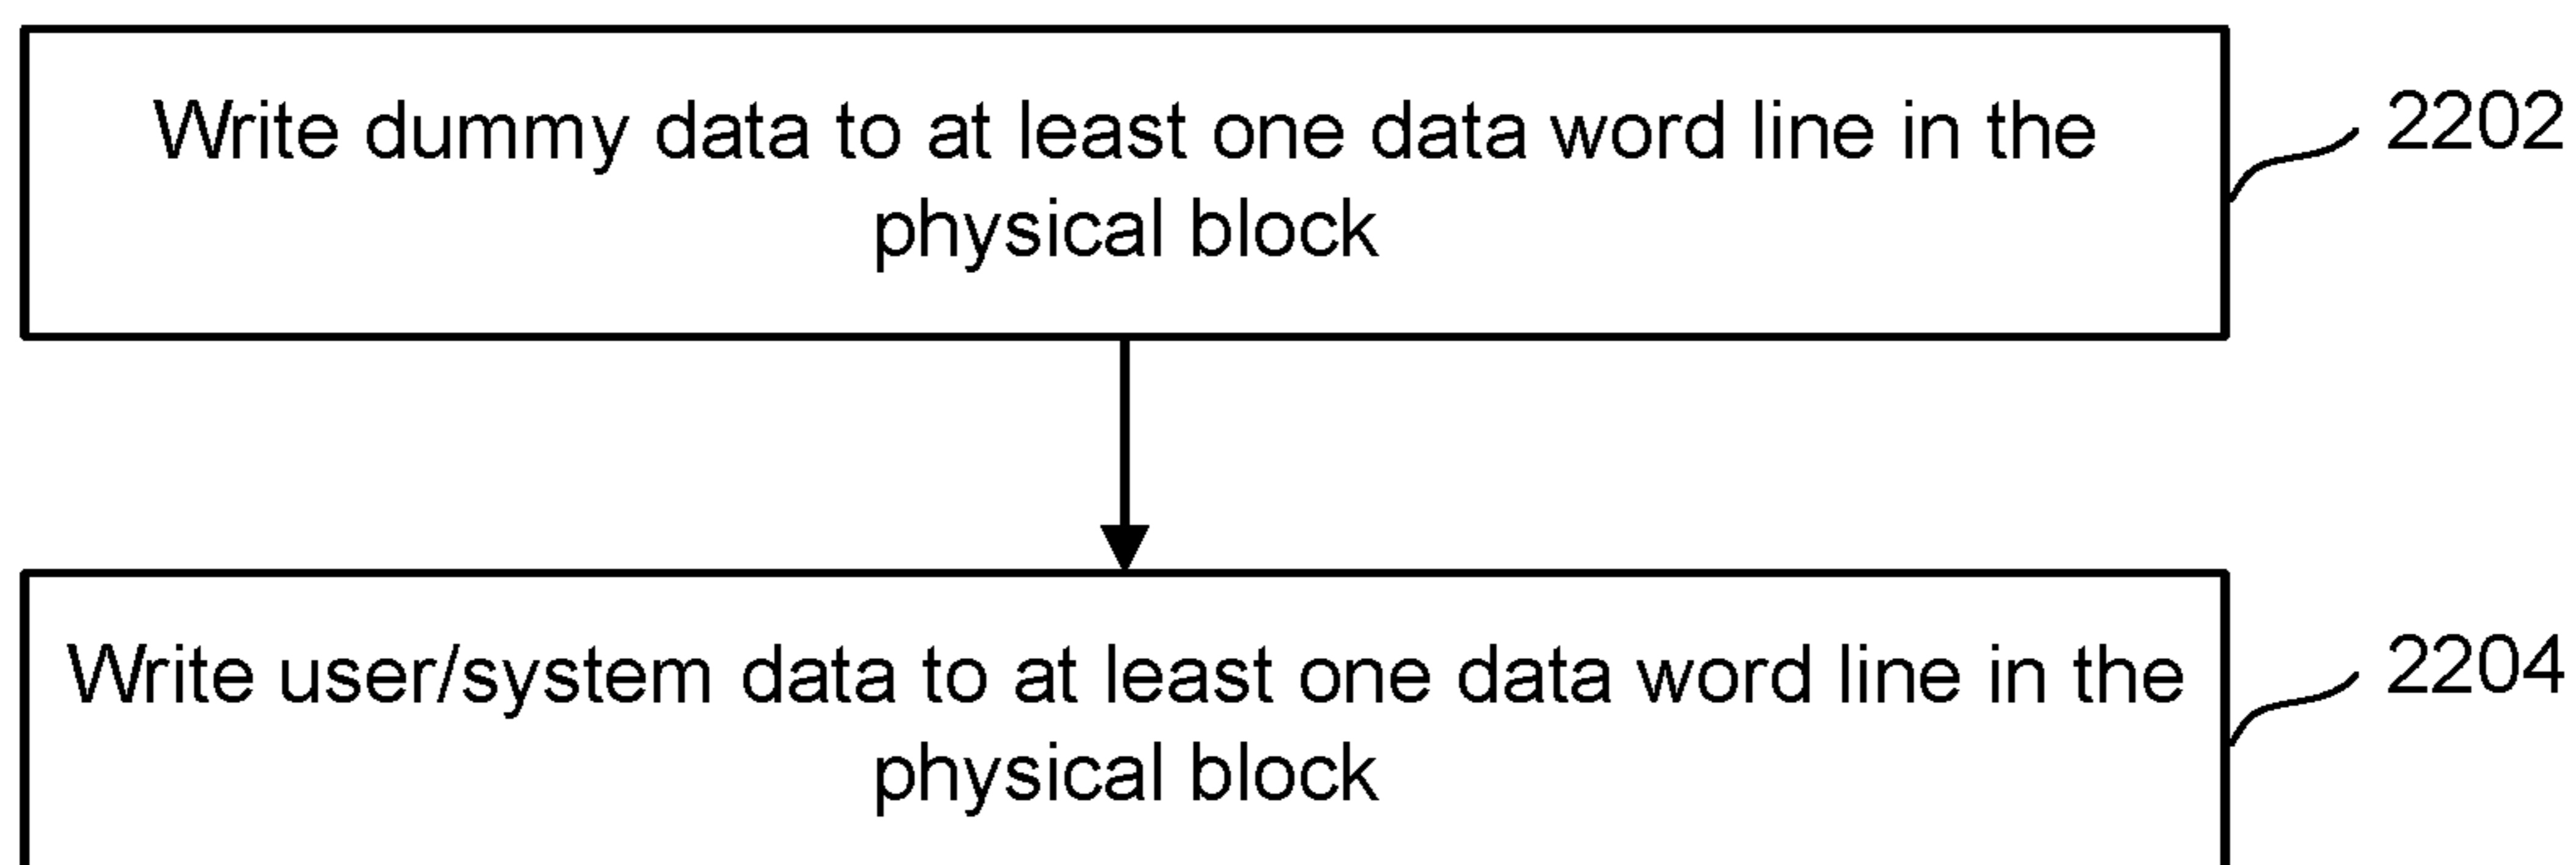 Write dummy data to at least one data word line in the
physical block
2202
Write user/system data to at least one data word line in the
physical block
2204